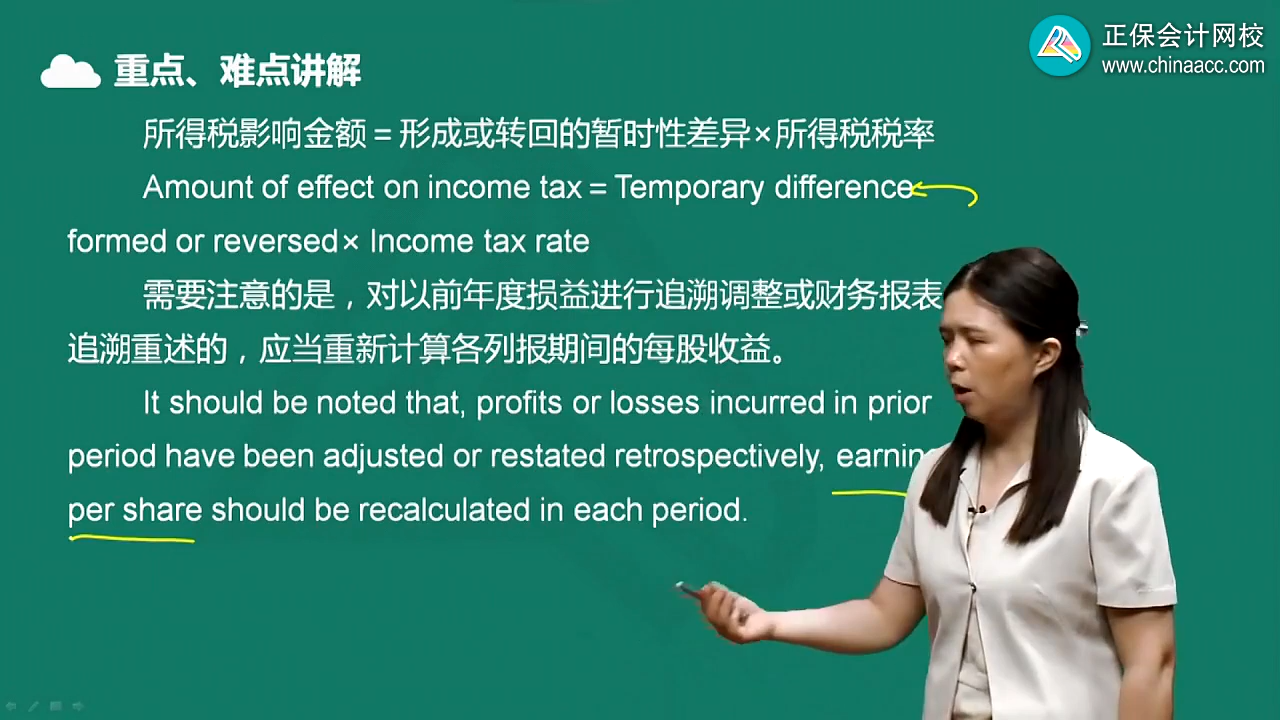 正保会计网校
www.chinaacc.com
重点、难点讲解
所得税影响金额＝形成或转回的暂时性差异×所得税税率
Amount of effect on income tax＝Temporary difference
formed or reversed× Income tax rate
需要注意的是，对以前年度损益进行追溯调整或财务报表
追溯重述的，应当重新计算各列报期间的每股收益。
It should be noted that, profits or losses incurred in prior
period have been adjusted or restated retrospectively,
per share should be recalculated in each period.